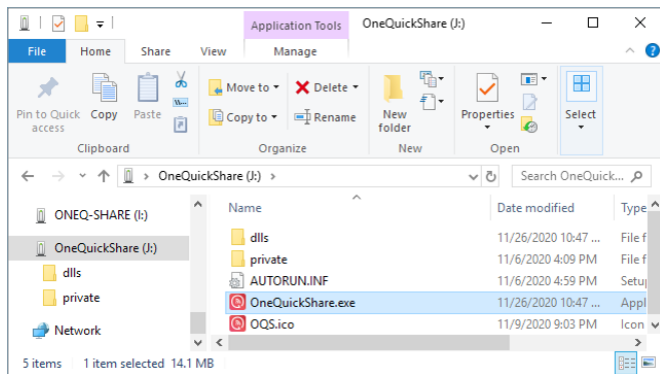 Application Tools OneQuickShare (J:)
File Home Share View Manage
Pin to Quick access
Copy
Paste
Move to
Copy to
Delete
Rename
New folder
Properties
Select
Clipboard Organize New Open
OneQuickShare (J:) Search OneQuick...
ONEQ-SHARE (I:)
OneQuickShare (J:)
dlls
private
Network
Name Date modified Type
dlls 11/26/2020 10:47 ... File f
private 11/6/2020 4:09 PM File f
AUTORUN.INF 11/6/2020 4:59 PM Setup
OneQuickShare.exe 11/26/2020 10:47 ... Appl
OQS.ico 11/9/2020 9:03 PM Icon
5 items 1 item selected 14.1 MB